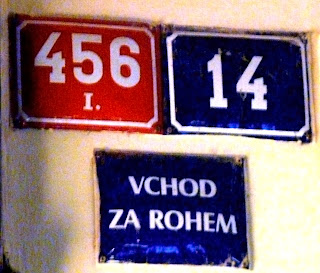 456
I.
14
VCHOD
ZA ROHEM